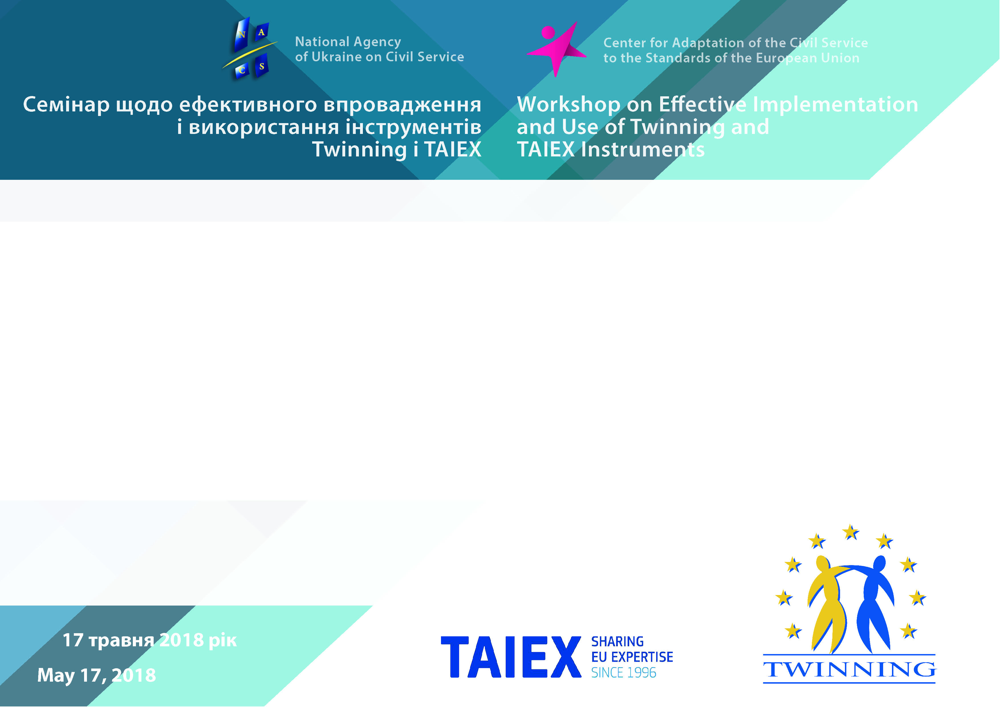 N A
C S
National Agency
of Ukraine on Civil Service
Center for Adaptation of the Civil Service
to the Standards of the European Union
Семінар щодо ефективного впровадження
і використання інструментів
Twinning і TAIEX
Workshop on Effective Implementation
and Use of Twinning and
TAIEX Instruments
17 травня 2018 рік
May 17, 2018
TAIEX
SHARING
EU EXPERTISE
SINCE 1996
TWINNING